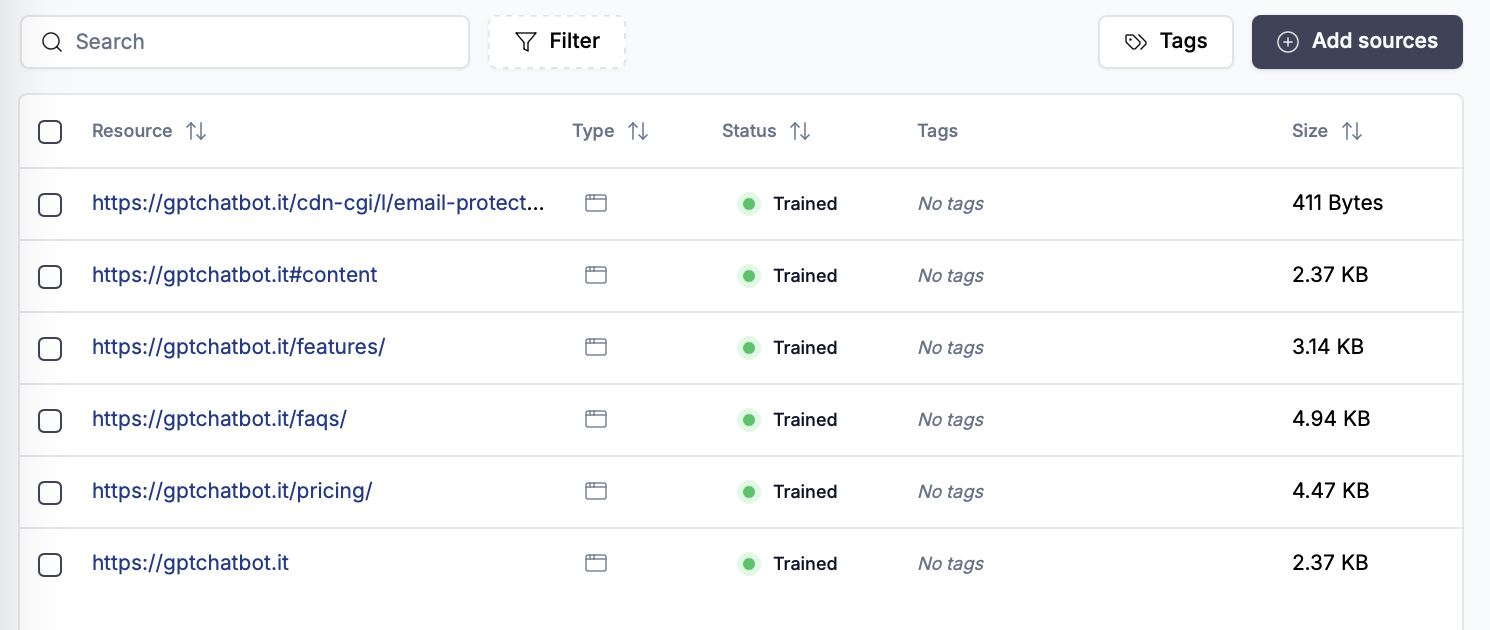 Search Filter Tags Add sources
Resource Type Status Tags Size
https://gptchatbot.it/cdn-cgi/l/email-protect... Trained No tags 411 Bytes
https://gptchatbot.it#content Trained No tags 2.37 KB
https://gptchatbot.it/features/ Trained No tags 3.14 KB
https://gptchatbot.it/faqs/ Trained No tags 4.94 KB
https://gptchatbot.it/pricing/ Trained No tags 4.47 KB
https://gptchatbot.it Trained No tags 2.37 KB